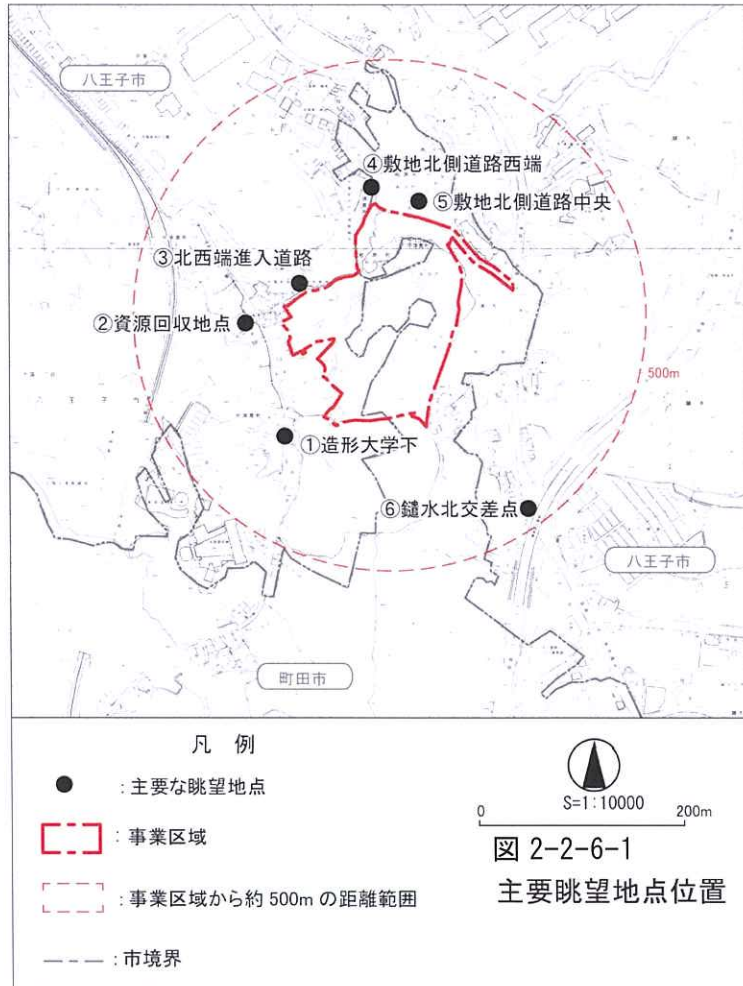 八王子市
④敷地北側道路西端
⑤敷地北側道路中央
③北西端進入道路
②資源回収地点
500m
①造形大学下
⑥鑓水北交差点
八王子市
町田市
凡 例
：主要な眺望地点
：事業区域
：事業区域から約500mの距離範囲
：市境界
S=1:10000
0 200m
図 2-2-6-1
主要眺望地点位置